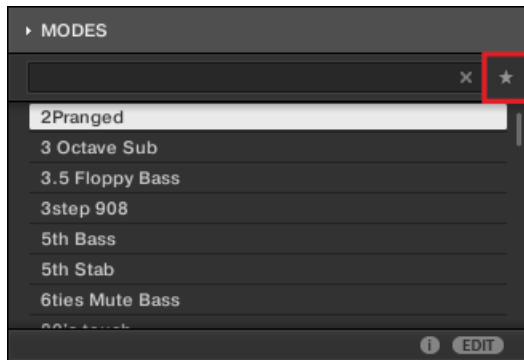 MODES
2Pranged
3 Octave Sub
3.5 Floppy Bass
3step 908
5th Bass
5th Stab
6ties Mute Bass
EDIT